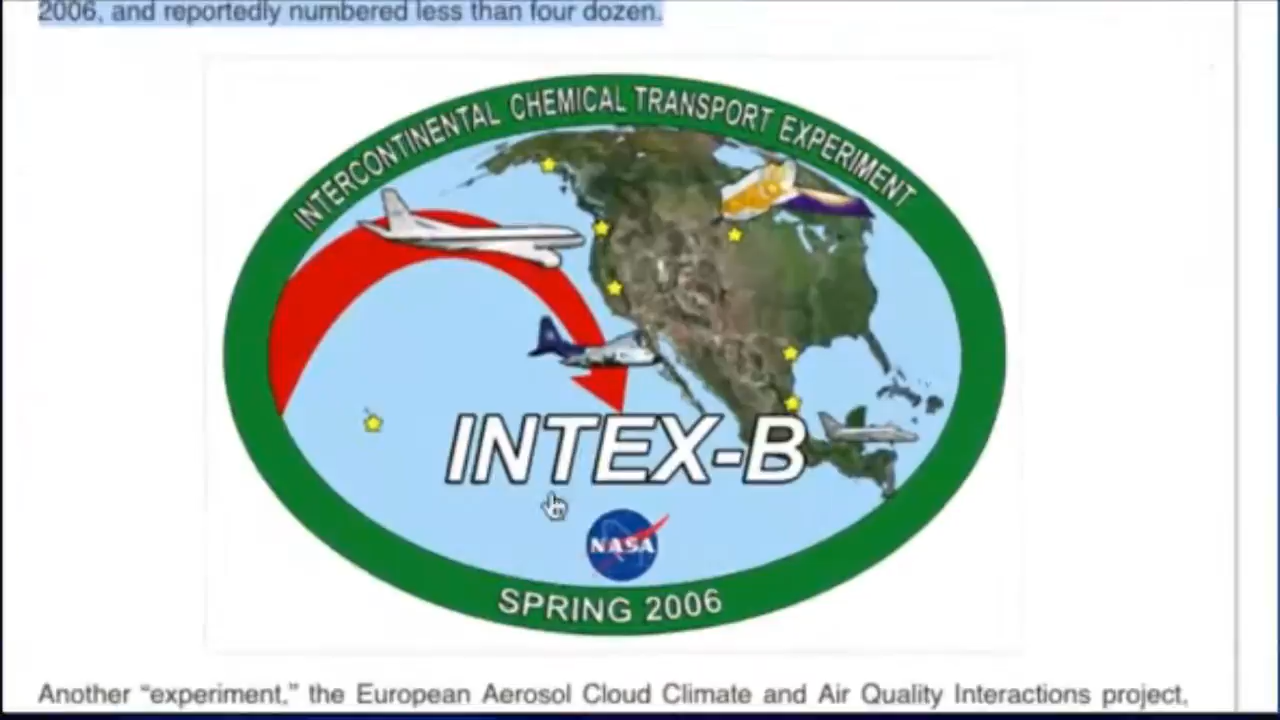 2006, and reportedly numbered less than four dozen.
INTERCONTINENTAL CHEMICAL TRANSPORT EXPERIMENT
INTEX-B
NASA
SPRING 2006
Another “experiment,” the European Aerosol Cloud Climate and Air Quality Interactions project,